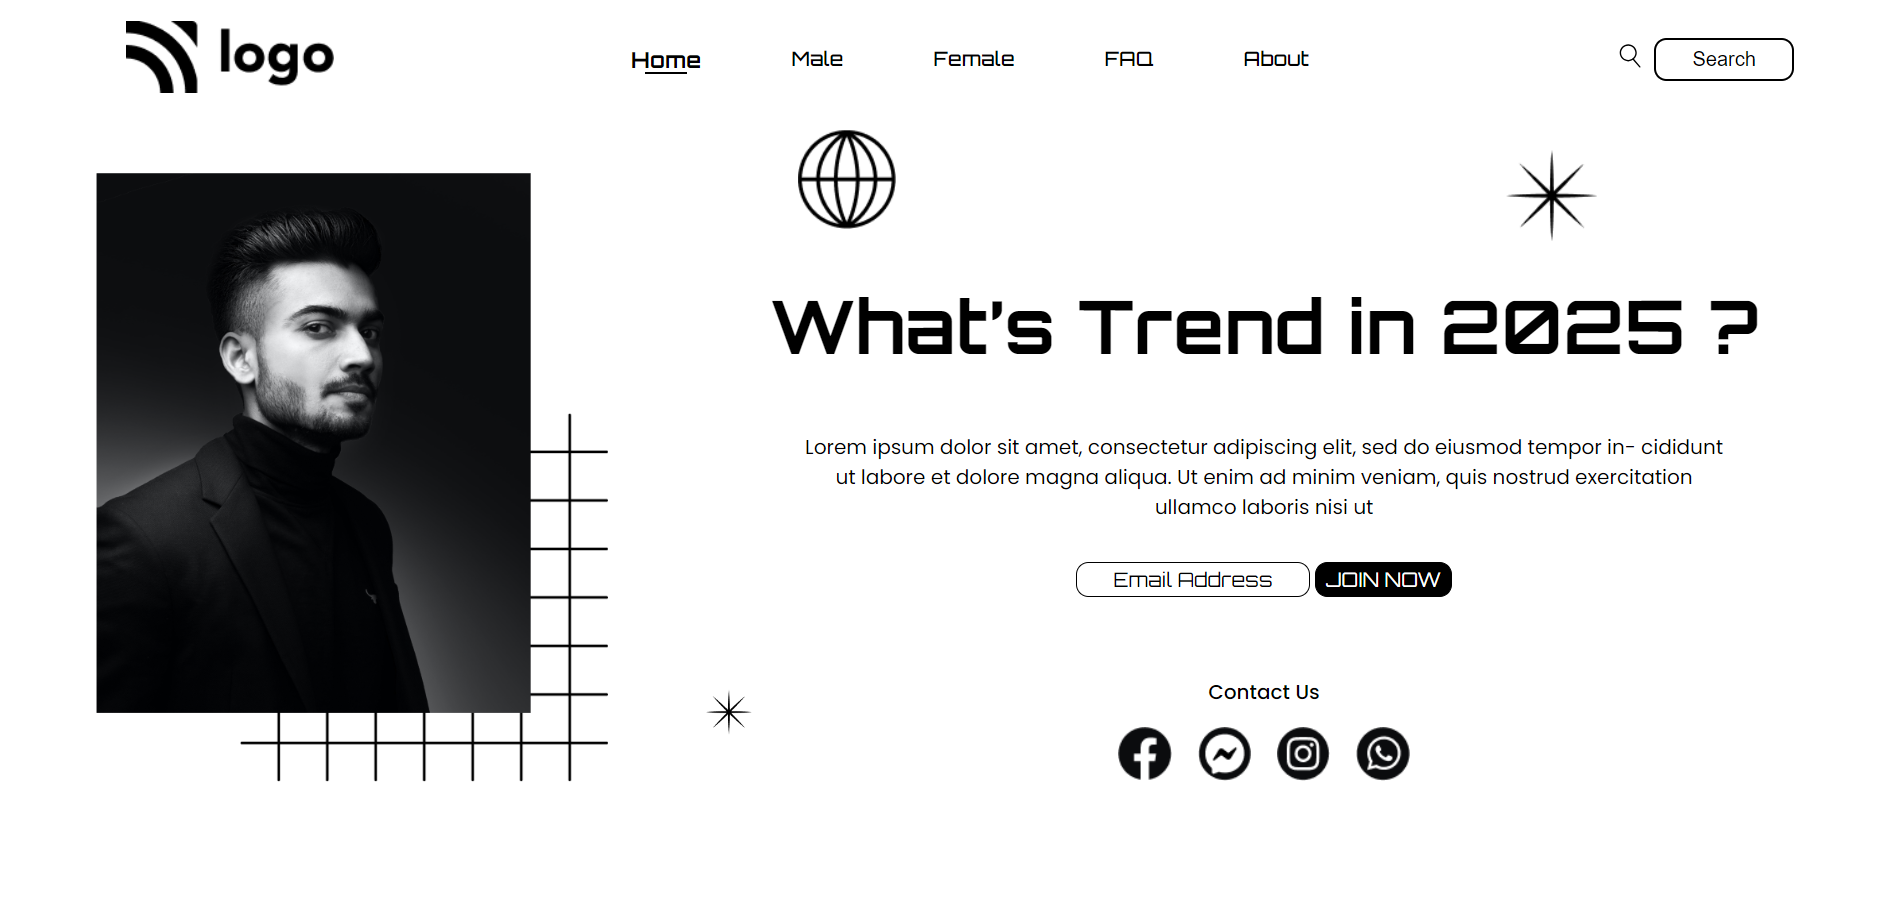 logo
Home
Male
Female
FAQ
About
Search
What's Trend in 2025 ?
Lorem ipsum dolor sit amet, consectetur adipiscing elit, sed do eiusmod tempor in- cididunt
ut labore et dolore magna aliqua. Ut enim ad minim veniam, quis nostrud exercitation
ullamco laboris nisi ut
Email Address
JOIN NOW
Contact Us